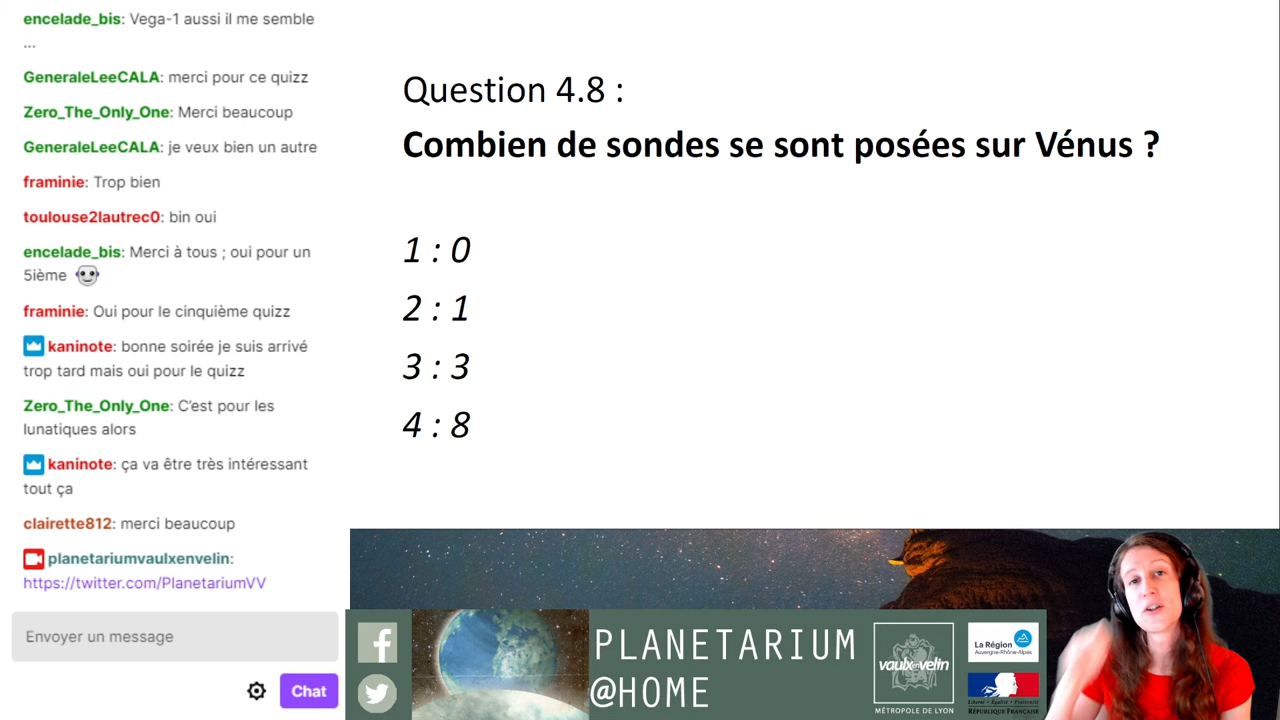 encelade_bis: Vega-1 aussi il me semble
...
GeneraleLeeCALA: merci pour ce quizz
Zero_The_Only_One: Merci beaucoup
GeneraleLeeCALA: je veux bien un autre
framinie: Trop bien
toulouse2lautrec0: bin oui
encelade_bis: Merci à tous ; oui pour un
5ième
framinie: Oui pour le cinquième quizz
kaninote: bonne soirée je suis arrivé
trop tard mais oui pour le quizz
Zero_The_Only_One: C'est pour les
lunatiques alors
kaninote: ça va être très intéressant
tout ça
clairette812: merci beaucoup
planetariumvaulxenvelin:
https://twitter.com/PlanetariumVV
Envoyer un message
Chat
Question 4.8 :
Combien de sondes se sont posées sur Vénus ?
1 : 0
2 : 1
3 : 3
4 : 8
PLANETARIUM
@HOME
vaulxenvelin
MÉTROPOLE DE LYON
La Région
Auvergne-Rhône-Alpes
Liberté • Égalité • Fraternité
RÉPUBLIQUE FRANÇAISE